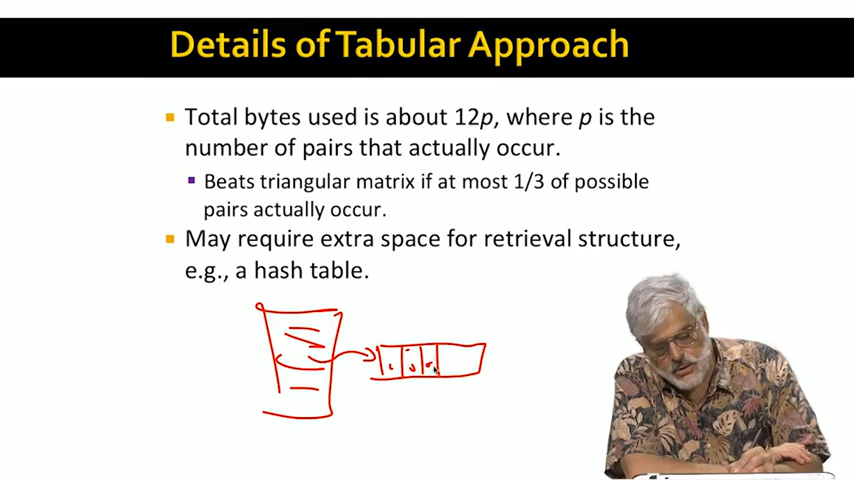 Details of Tabular Approach
Total bytes used is about 12p, where p is the
number of pairs that actually occur.
Beats triangular matrix if at most 1/3 of possible
pairs actually occur.
May require extra space for retrieval structure,
e.g., a hash table.
i j c